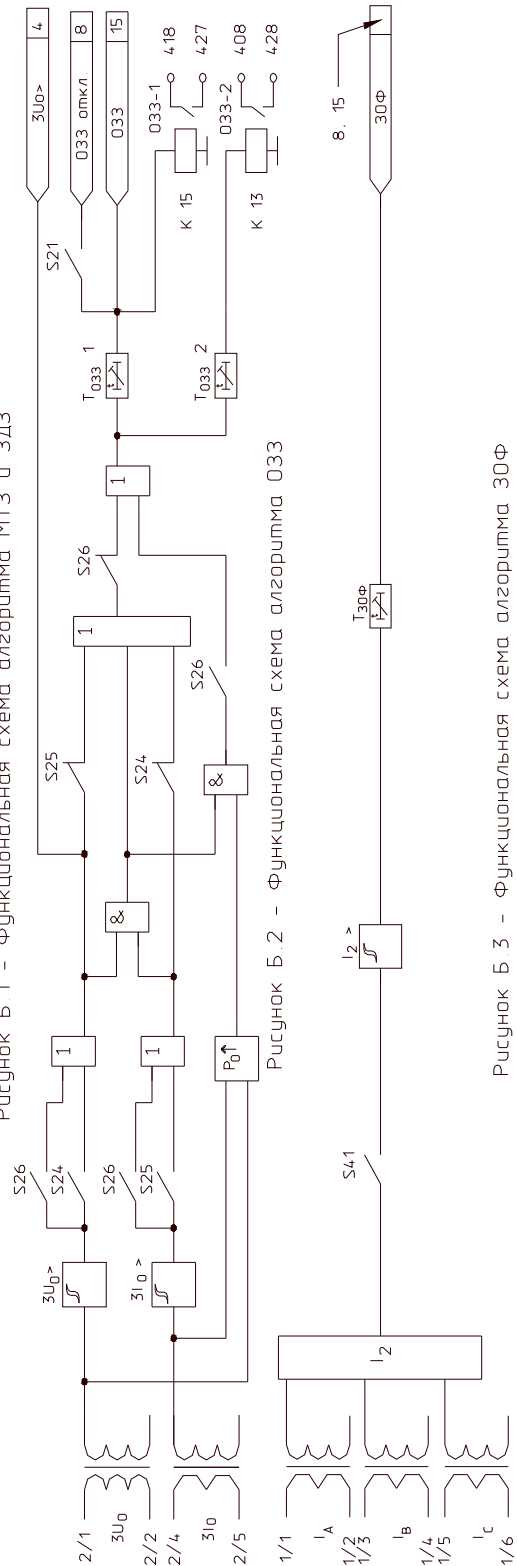 Рисунок Б.1 - Функциональная схема алгоритма МТЗ и ЗДЗ
2/1
3U0
2/2
2/4
3I0
2/5
3U0>
3I0>
S26
S24
S26
S25
1
1
P0↑
&
&
S25
S24
S26
1
S26
1
TОЗЗ 1
TОЗЗ 2
S21
3U0> 4
ОЗЗ откл 8
ОЗЗ 15
К 15
ОЗЗ-1
418
427
К 13
ОЗЗ-2
408
428
Рисунок Б.2 - Функциональная схема алгоритма ОЗЗ
1/1
IA
1/2
1/3
IB
1/4
1/5
IC
1/6
I2
S41
I2 >
TЗОФ
ЗОФ
8. 15
Рисунок Б.3 - Функциональная схема алгоритма ЗОФ